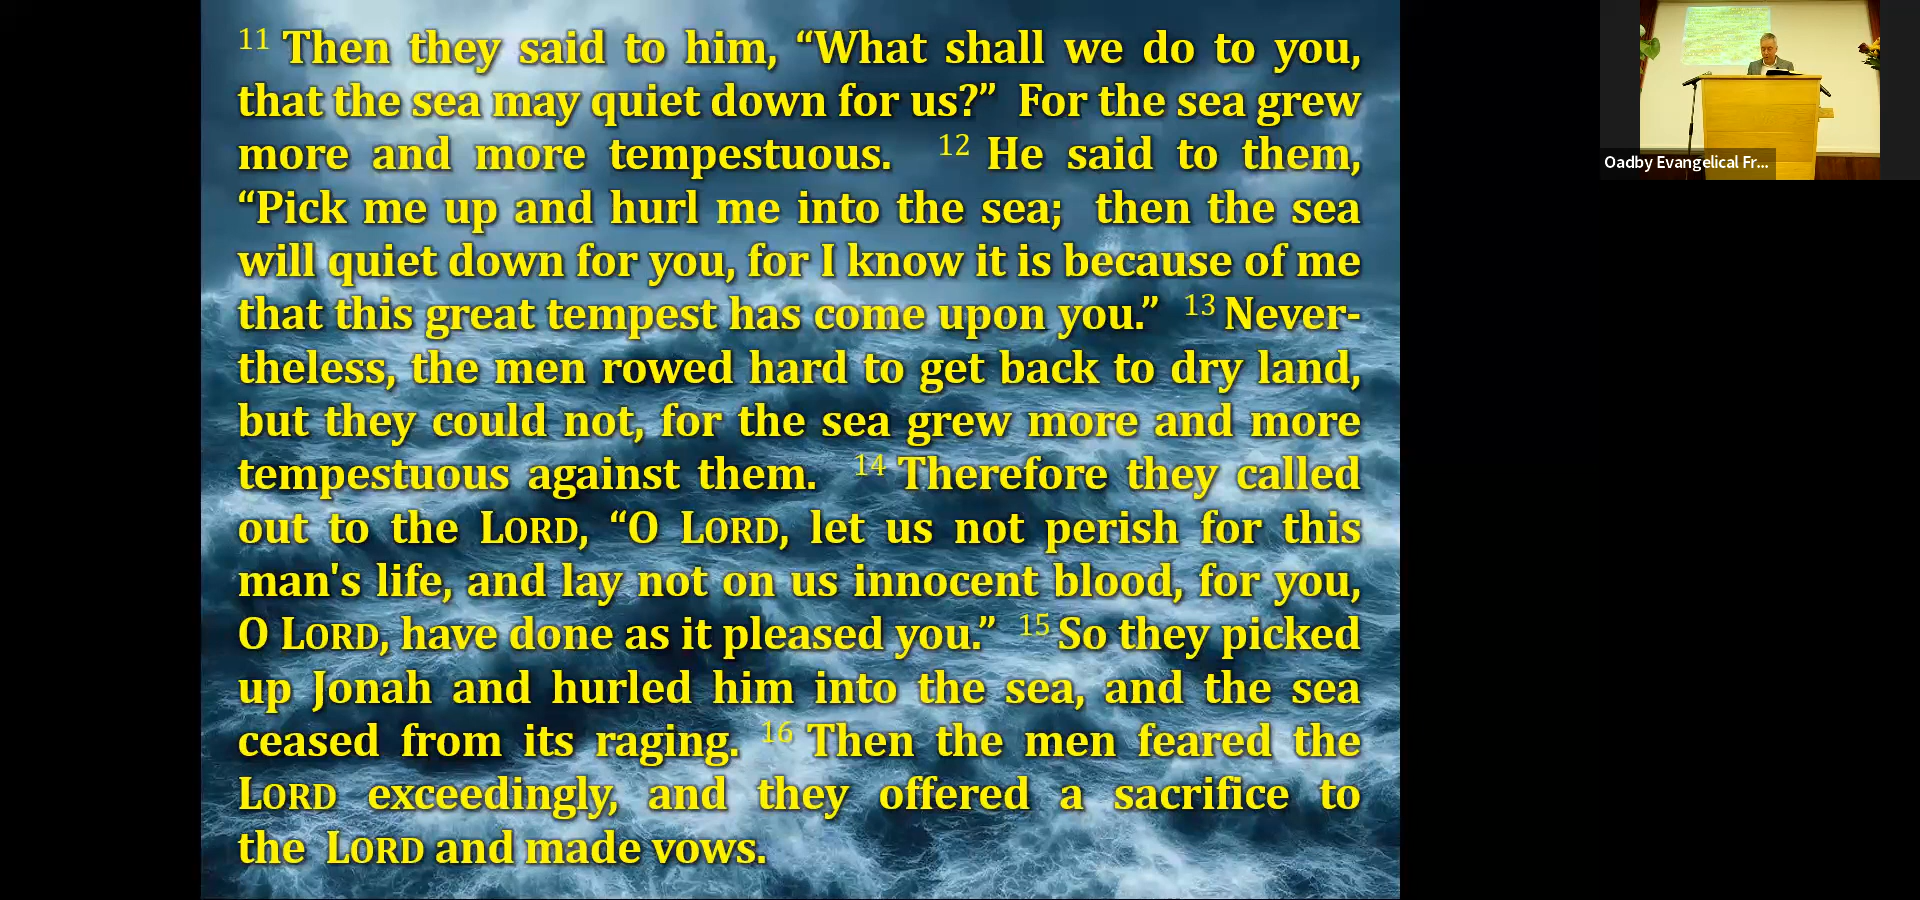 11 Then they said to him, “What shall we do to you,
that the sea may quiet down for us?” For the sea grew
more and more tempestuous. 12 He said to them,
“Pick me up and hurl me into the sea; then the sea
will quiet down for you, for I know it is because of me
that this great tempest has come upon you.” 13 Never-
theless, the men rowed hard to get back to dry land,
but they could not, for the sea grew more and more
tempestuous against them. 14 Therefore they called
out to the LORD, “O LORD, let us not perish for this
man's life, and lay not on us innocent blood, for you,
O LORD, have done as it pleased you.” 15 So they picked
up Jonah and hurled him into the sea, and the sea
ceased from its raging. 16 Then the men feared the
LORD exceedingly, and they offered a sacrifice to
the LORD and made vows.
Oadby Evangelical Fr...